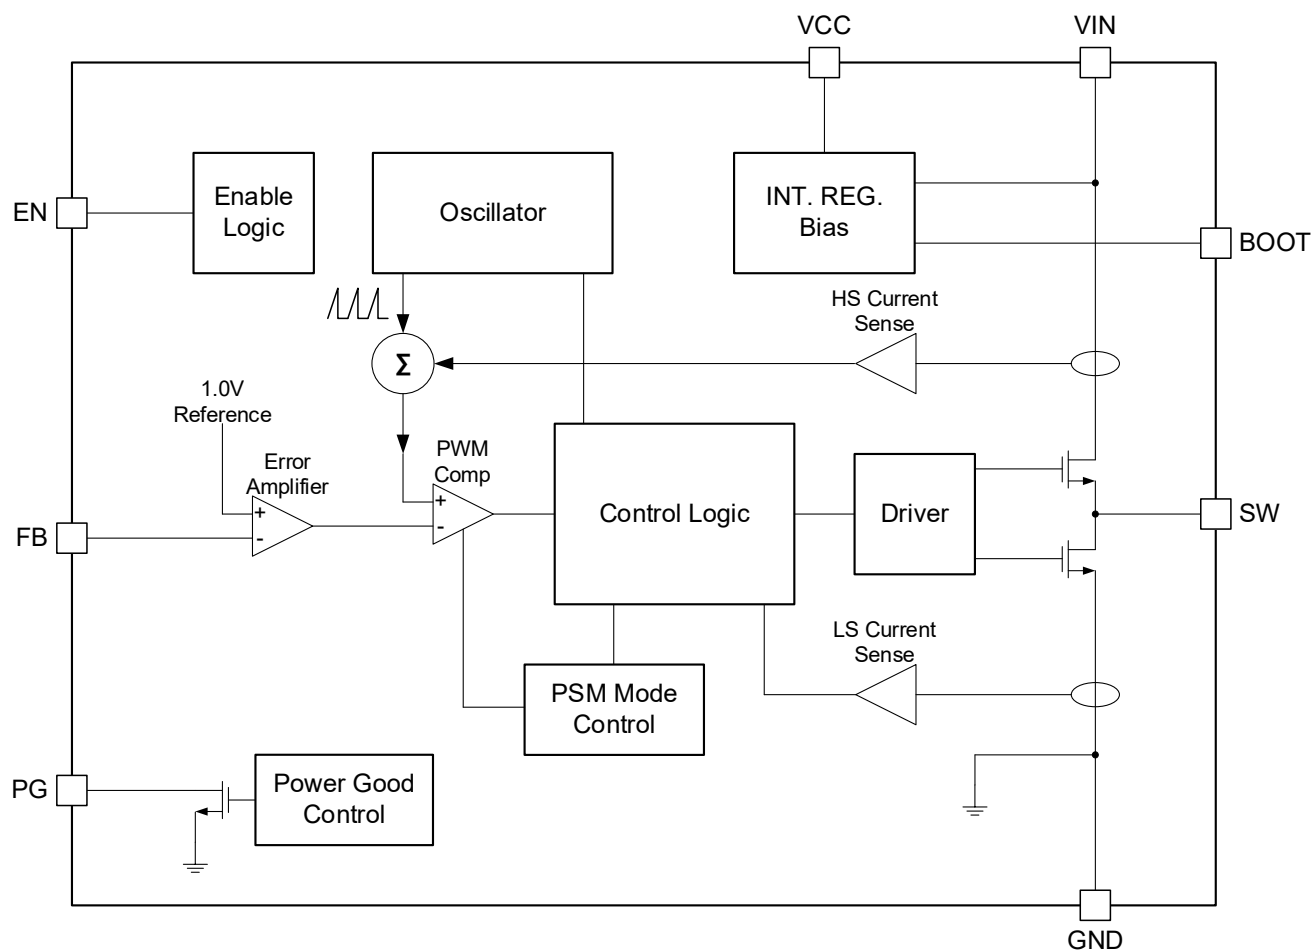 VCC
VIN
Enable
Logic
Oscillator
INT. REG.
Bias
EN
BOOT
HS Current
Sense
Σ
1.0V
Reference
PWM
Comp
Error
Amplifier
+
-
+
-
Control Logic
Driver
SW
FB
LS Current
Sense
PSM Mode
Control
PG
Power Good
Control
GND